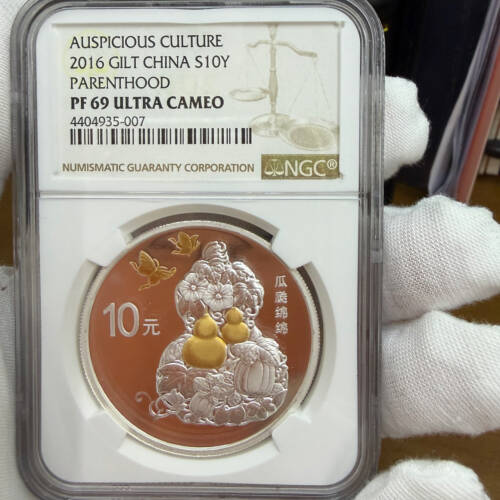 AUSPICIOUS CULTURE
2016 GILT CHINA S10Y
PARENTHOOD
PF 69 ULTRA CAMEO
4404935-007
NUMISMATIC GUARANTY CORPORATION
NGC®
瓜瓞绵绵
10元